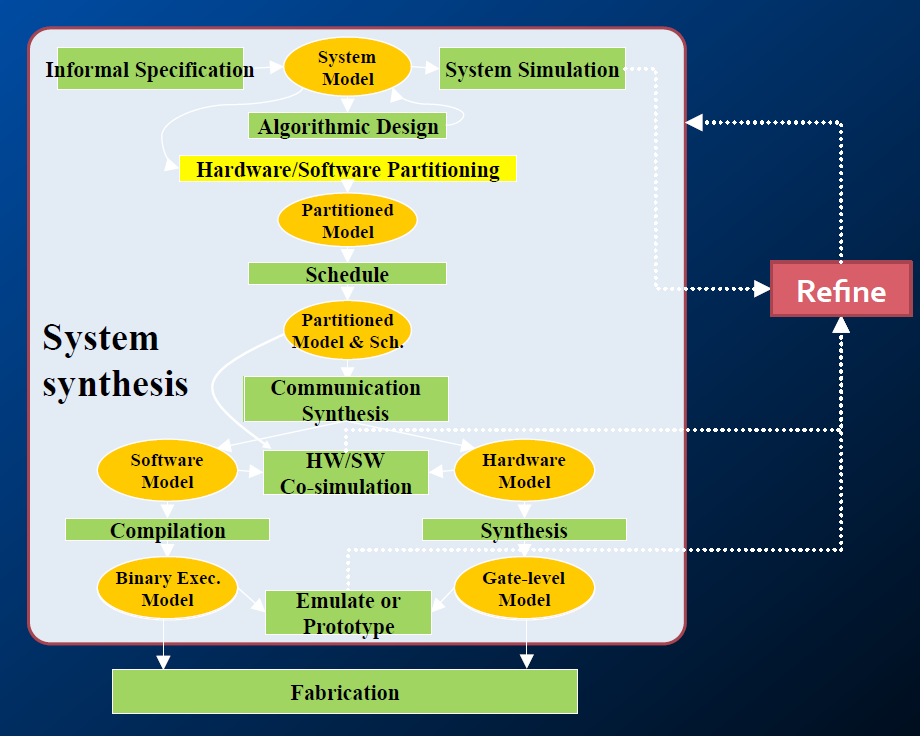 Informal Specification
System
Model
System Simulation
Algorithmic Design
Hardware/Software Partitioning
Partitioned
Model
Schedule
Refine
Partitioned
Model & Sch.
System
synthesis
Communication
Synthesis
Software
Model
HW/SW
Co-simulation
Hardware
Model
Compilation
Synthesis
Binary Exec.
Model
Emulate or
Prototype
Gate-level
Model
Fabrication